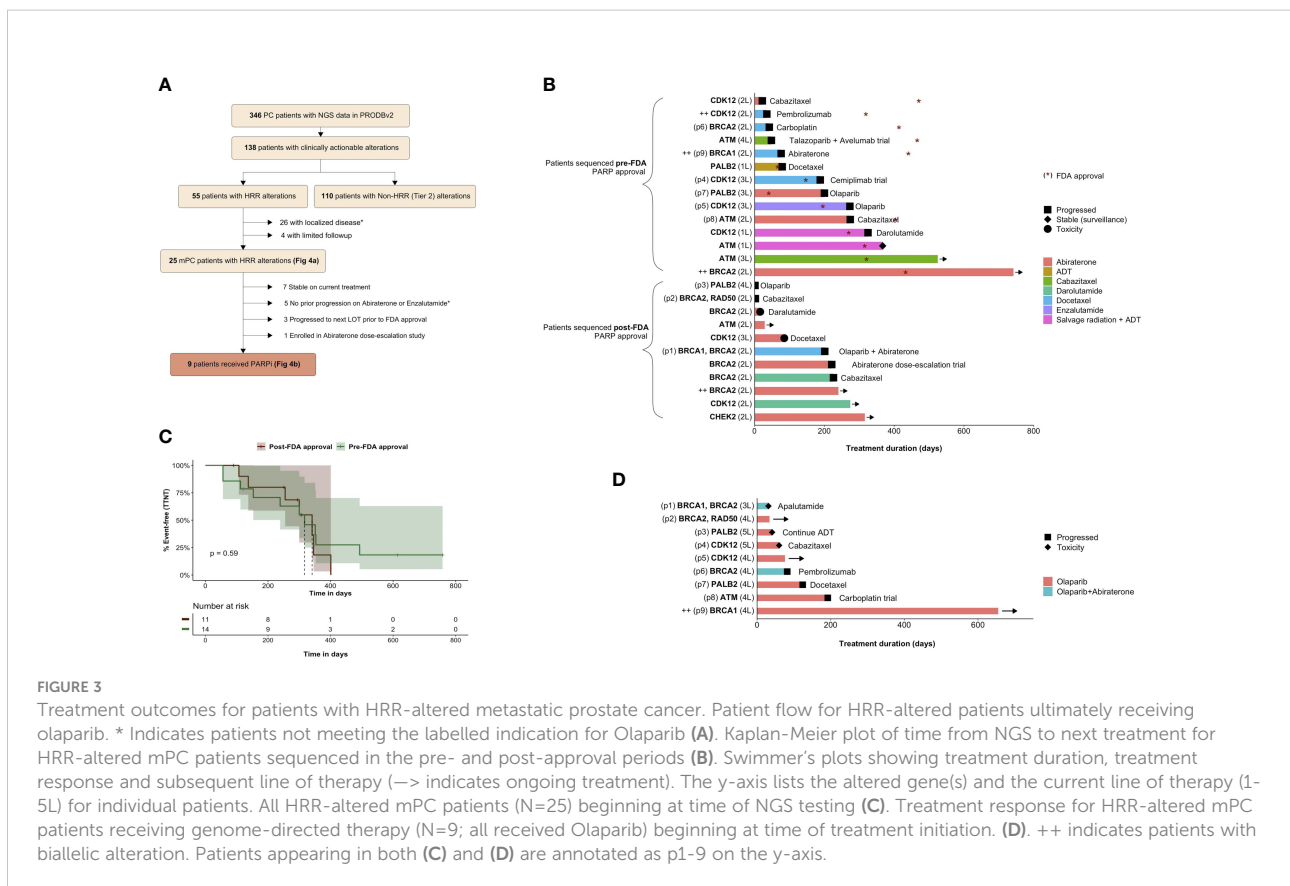 A
346 PC patients with NGS data in PRODBv2
138 patients with clinically actionable alterations
55 patients with HRR alterations
110 patients with Non-HRR (Tier 2) alterations
26 with localized disease*
4 with limited followup
25 mPC patients with HRR alterations (Fig 4a)
7 Stable on current treatment
5 No prior progression on Abiraterone or Enzalutamide*
3 Progressed to next LOT prior to FDA approval
1 Enrolled in Abiraterone dose-escalation study
9 patients received PARPi (Fig 4b)
B
Patients sequenced pre-FDA
PARP approval
CDK12 (2L) Cabazitaxel *
++ CDK12 (2L) Pembrolizumab *
(p6) BRCA2 (2L) Carboplatin *
ATM (4L) Talazoparib + Avelumab trial *
++ (p9) BRCA1 (2L) Abiraterone *
PALB2 (1L) * Docetaxel
(p4) CDK12 (3L) * Cemiplimab trial
(p7) PALB2 (3L) * Olaparib
(p5) CDK12 (3L) * Olaparib
(p8) ATM (2L) Cabazitaxel *
CDK12 (1L) * Darolutamide
ATM (1L) *
ATM (3L) *
++ BRCA2 (2L) *
Patients sequenced post-FDA
PARP approval
(p3) PALB2 (4L) Olaparib
(p2) BRCA2, RAD50 (2L) Cabazitaxel
BRCA2 (2L) Daralutamide
ATM (2L)
CDK12 (3L) Docetaxel
(p1) BRCA1, BRCA2 (2L) Olaparib + Abiraterone
BRCA2 (2L) Abiraterone dose-escalation trial
BRCA2 (2L) Cabazitaxel
++ BRCA2 (2L)
CDK12 (2L)
CHEK2 (2L)
0 200 400 600 800
Treatment duration (days)
(*) FDA approval
Progressed
Stable (surveillance)
Toxicity
Abiraterone
ADT
Cabazitaxel
Darolutamide
Docetaxel
Enzalutamide
Salvage radiation + ADT
C
Post-FDA approval Pre-FDA approval
% Event-free (TTNT)
100%
75%
50%
25%
0%
p = 0.59
0 200 400 600 800
Time in days
Number at risk
11 8 1 0 0
14 9 3 2 0
0 200 400 600 800
Time in days
D
(p1) BRCA1, BRCA2 (3L) Apalutamide
(p2) BRCA2, RAD50 (4L)
(p3) PALB2 (5L) Continue ADT
(p4) CDK12 (5L) Cabazitaxel
(p5) CDK12 (4L)
(p6) BRCA2 (4L) Pembrolizumab
(p7) PALB2 (4L) Docetaxel
(p8) ATM (4L) Carboplatin trial
++ (p9) BRCA1 (4L)
0 200 400 600
Treatment duration (days)
Progressed
Toxicity
Olaparib
Olaparib+Abiraterone
FIGURE 3
Treatment outcomes for patients with HRR-altered metastatic prostate cancer. Patient flow for HRR-altered patients ultimately receiving
olaparib. * Indicates patients not meeting the labelled indication for Olaparib (A). Kaplan-Meier plot of time from NGS to next treatment for
HRR-altered mPC patients sequenced in the pre- and post-approval periods (B). Swimmer's plots showing treatment duration, treatment
response and subsequent line of therapy (—> indicates ongoing treatment). The y-axis lists the altered gene(s) and the current line of therapy (1-
5L) for individual patients. All HRR-altered mPC patients (N=25) beginning at time of NGS testing (C). Treatment response for HRR-altered mPC
patients receiving genome-directed therapy (N=9; all received Olaparib) beginning at time of treatment initiation. (D). ++ indicates patients with
biallelic alteration. Patients appearing in both (C) and (D) are annotated as p1-9 on the y-axis.